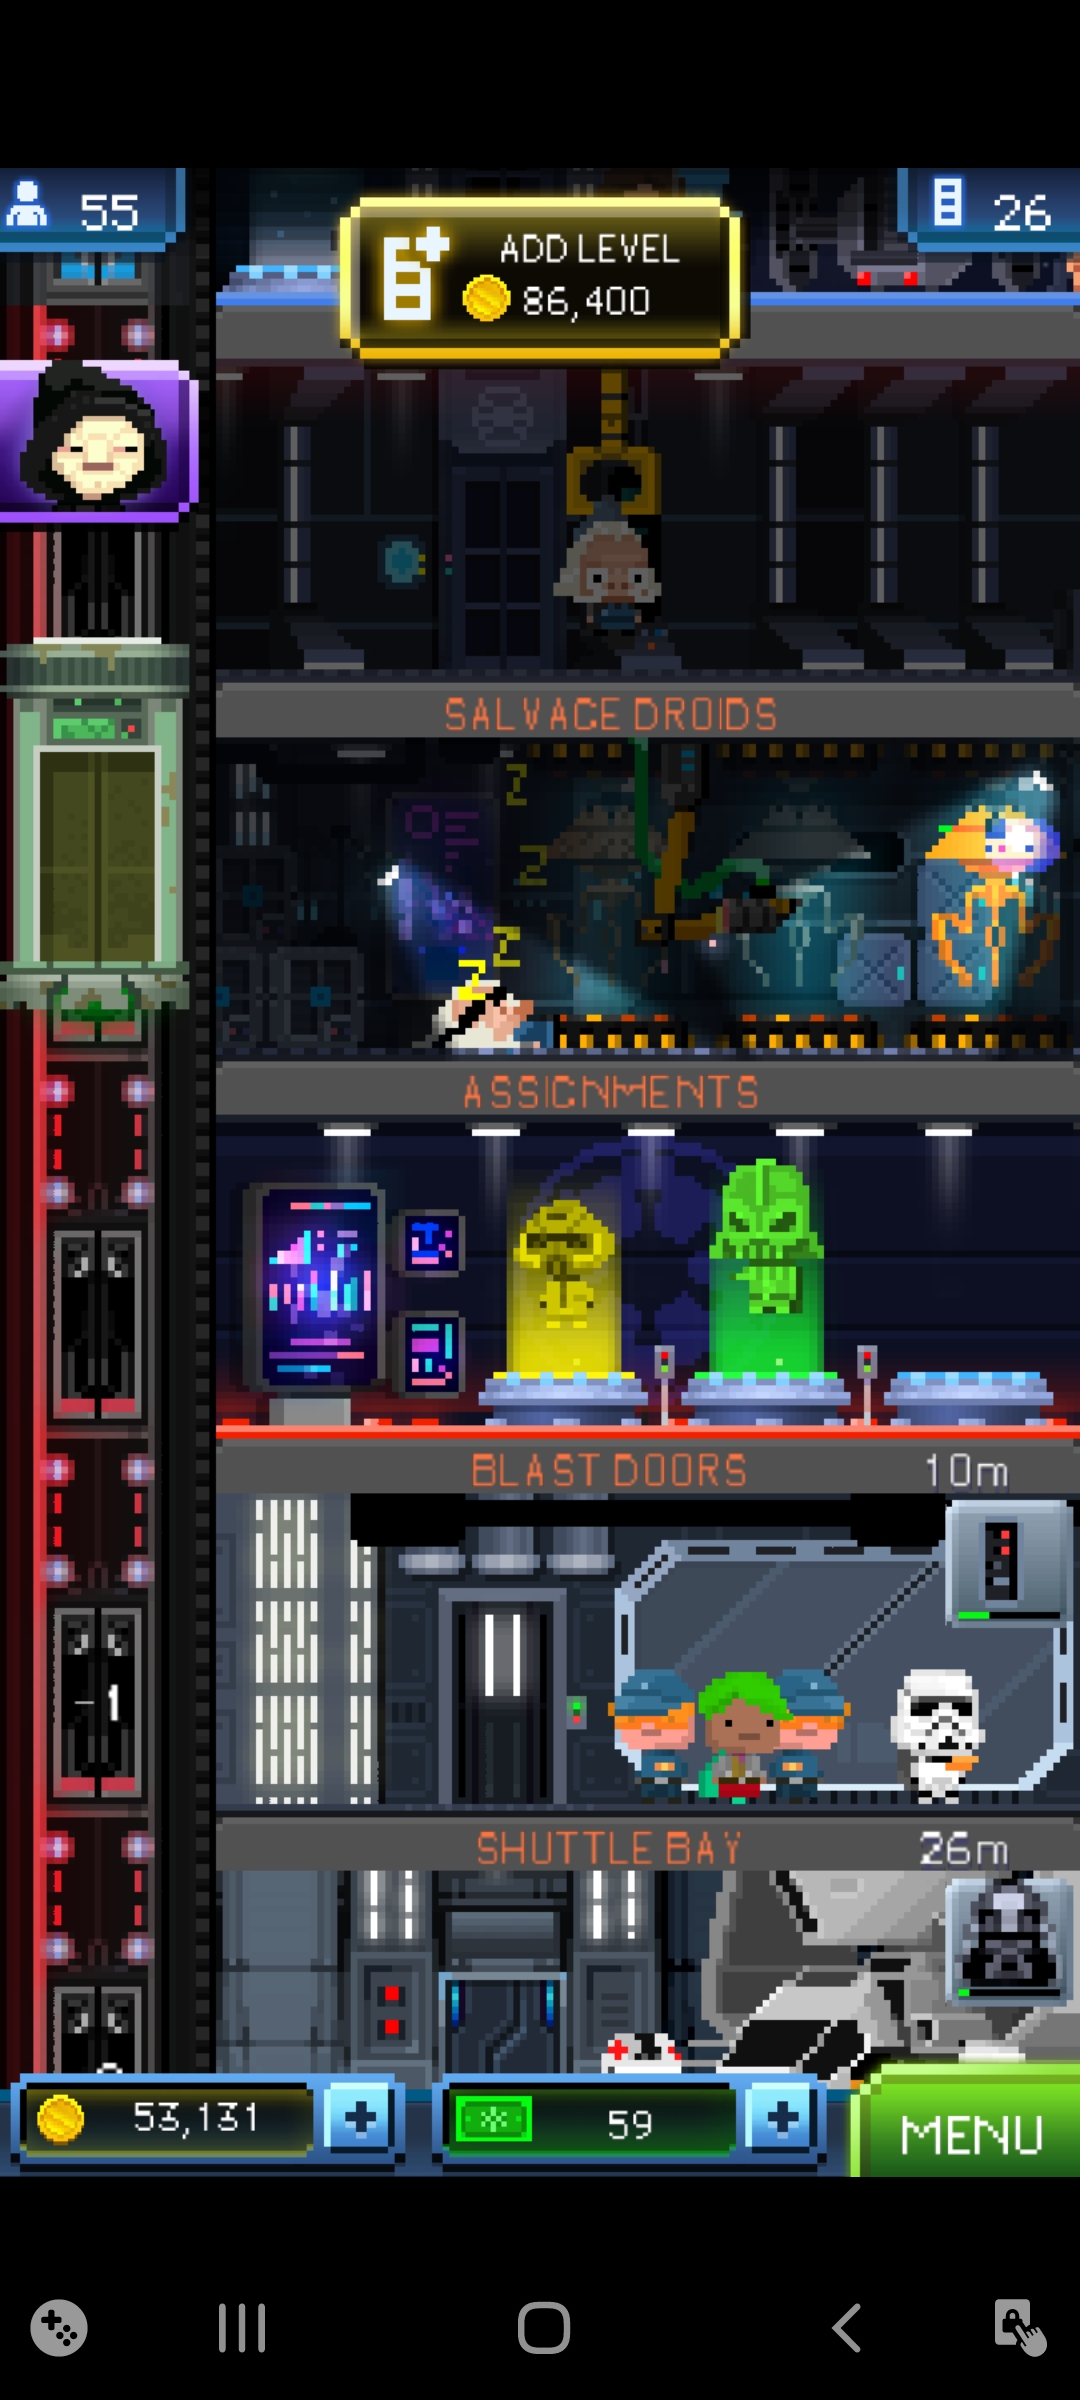 55
26
ADD LEVEL
86,400
SALVAGE DROIDS
Z
Z
Z
Z
ASSIGNMENTS
BLAST DOORS 10m
-1
SHUTTLE BAY 26m
53,131
59
MENU